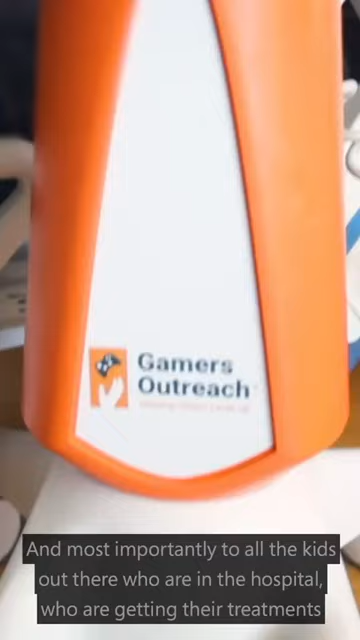 Gamers
Outreach
And most importantly to all the kids
out there who are in the hospital,
who are getting their treatments